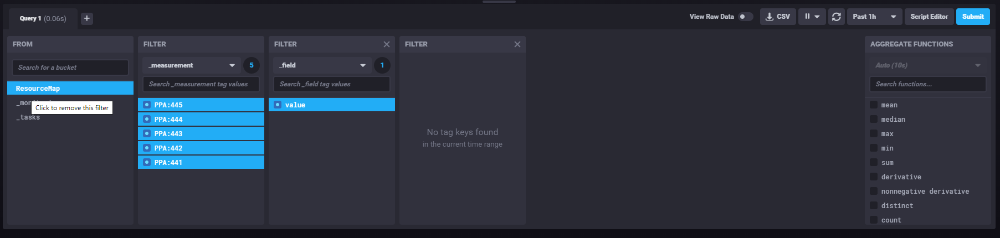 Query 1 (0.06s)
+
View Raw Data
CSV
Past 1h
Script Editor
Submit
FROM
Search for a bucket
ResourceMap
Click to remove this filter
_tasks
FILTER
_measurement
5
Search _measurement tag values
PPA:445
PPA:444
PPA:443
PPA:442
PPA:441
FILTER
_field
1
Search _field tag values
value
FILTER
No tag keys found
in the current time range
AGGREGATE FUNCTIONS
Auto (10s)
Search functions...
mean
median
max
min
sum
derivative
nonnegative derivative
distinct
count